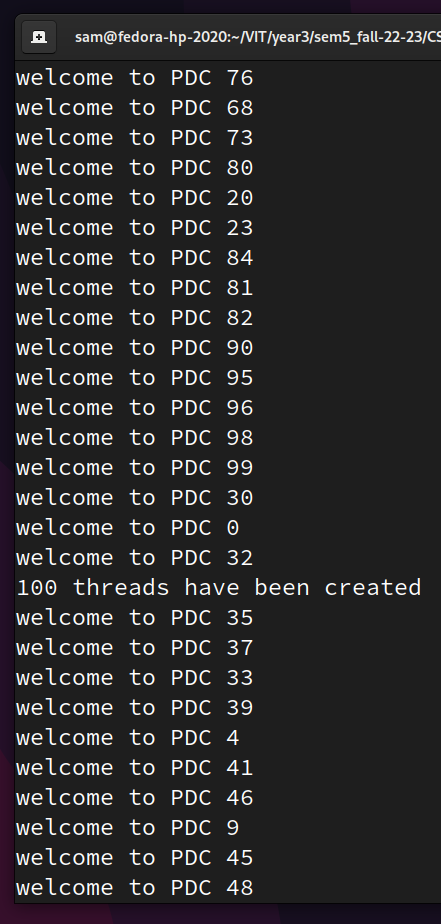 sam@fedora-hp-2020:~/VIT/year3/sem5_fall-22-23/CS
welcome to PDC 76
welcome to PDC 68
welcome to PDC 73
welcome to PDC 80
welcome to PDC 20
welcome to PDC 23
welcome to PDC 84
welcome to PDC 81
welcome to PDC 82
welcome to PDC 90
welcome to PDC 95
welcome to PDC 96
welcome to PDC 98
welcome to PDC 99
welcome to PDC 30
welcome to PDC 0
welcome to PDC 32
100 threads have been created
welcome to PDC 35
welcome to PDC 37
welcome to PDC 33
welcome to PDC 39
welcome to PDC 4
welcome to PDC 41
welcome to PDC 46
welcome to PDC 9
welcome to PDC 45
welcome to PDC 48